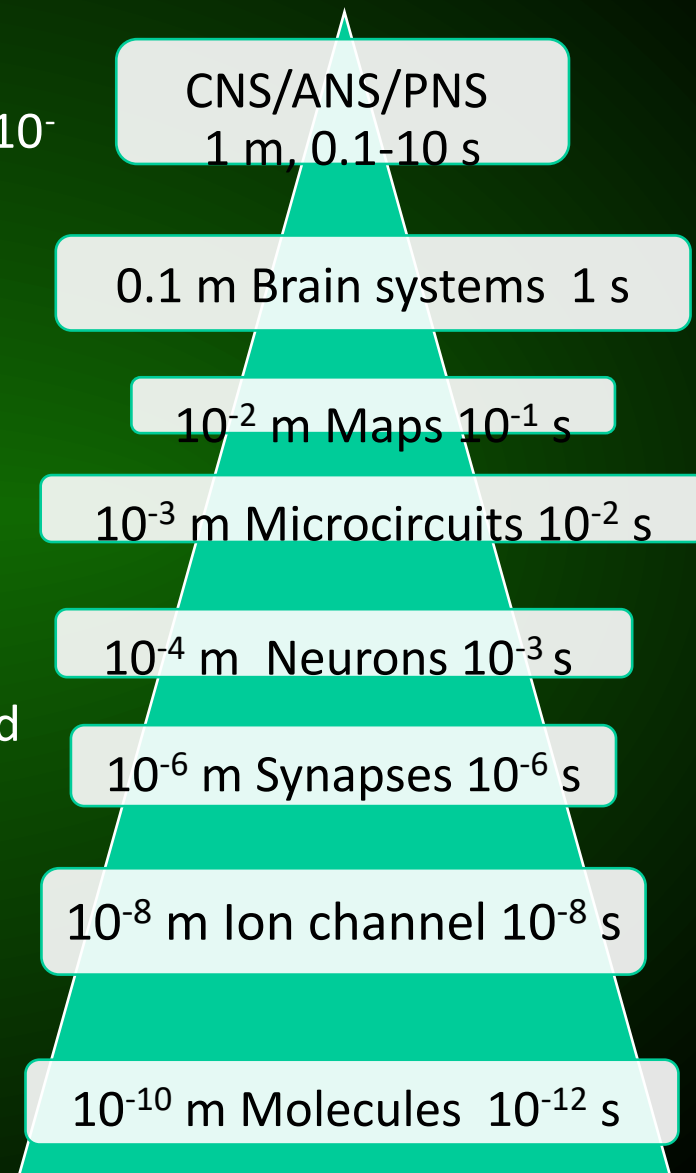 CNS/ANS/PNS
10-
1 m, 0.1-10 s
0.1 m Brain systems 1 s
10⁻² m Maps 10⁻¹ s
10⁻³ m Microcircuits 10⁻² s
10⁻⁴ m Neurons 10⁻³ s
d
10⁻⁶ m Synapses 10⁻⁶ s
10⁻⁸ m Ion channel 10⁻⁸ s
10⁻¹⁰ m Molecules 10⁻¹² s